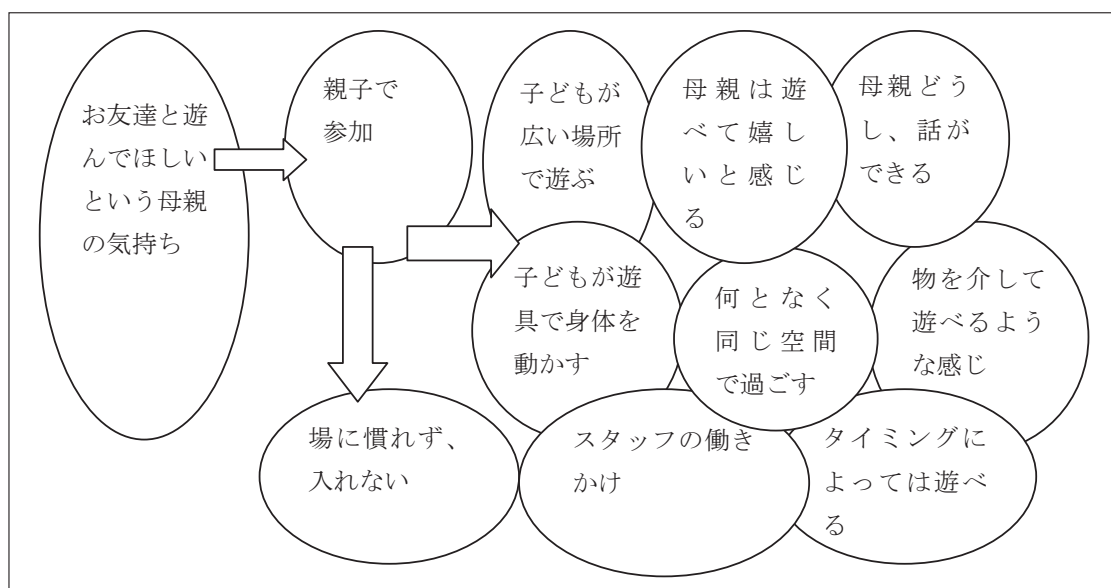 お友達と遊
んでほしい
という母親
の気持ち
親子で
参加
子どもが
広い場所
で遊ぶ
母親は遊
べて嬉し
いと感じ
る
母親どう
し、話が
できる
子どもが遊
具で身体を
動かす
何となく
同じ空間
で過ごす
物を介して
遊べるよう
な感じ
場に慣れず、
入れない
スタッフの働き
かけ
タイミングに
よっては遊べ
る